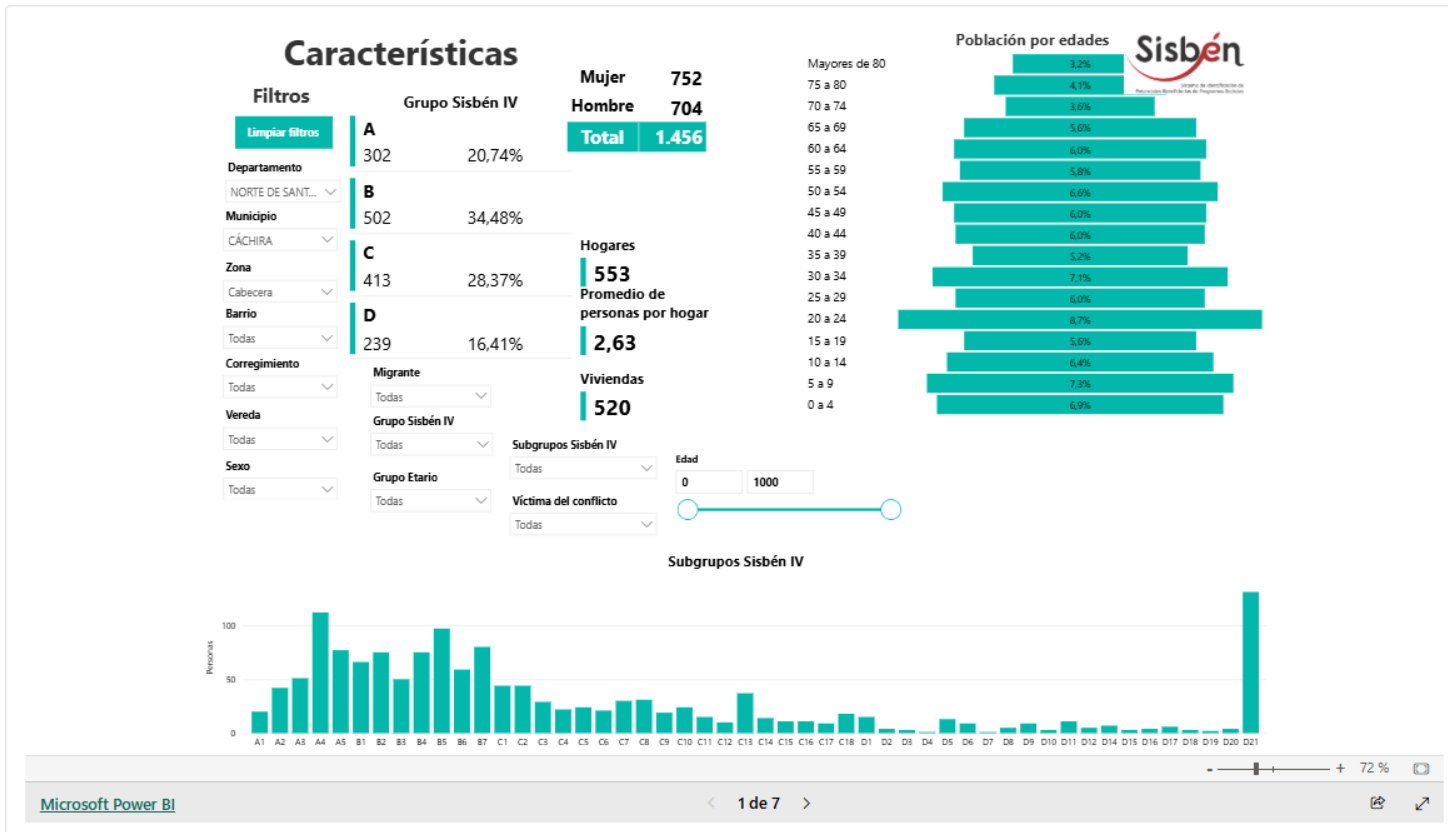 Características
Filtros
Limpiar filtros
Departamento
NORTE DE SANT...
Municipio
CÁCHIRA
Zona
Cabecera
Barrio
Todas
Corregimiento
Todas
Vereda
Todas
Sexo
Todas
Grupo Sisbén IV
A
302 20,74%
B
502 34,48%
C
413 28,37%
D
239 16,41%
Migrante
Todas
Grupo Sisbén IV
Todas
Grupo Etario
Todas
Mujer 752
Hombre 704
Total 1.456
Hogares
553
Promedio de
personas por hogar
2,63
Viviendas
520
Subgrupos Sisbén IV
Todas
Víctima del conflicto
Todas
Edad
0 1000
Población por edades
Sisbén
Sistema de Identificación de
Potenciales Beneficiarios de Programas Sociales
Mayores de 80 3,2%
75 a 80 4,1%
70 a 74 3,6%
65 a 69 5,6%
60 a 64 6,0%
55 a 59 5,8%
50 a 54 6,6%
45 a 49 6,0%
40 a 44 6,0%
35 a 39 5,2%
30 a 34 7,1%
25 a 29 6,0%
20 a 24 8,7%
15 a 19 5,6%
10 a 14 6,4%
5 a 9 7,3%
0 a 4 6,9%
Subgrupos Sisbén IV
Personas
100
50
0
A1 A2 A3 A4 A5 B1 B2 B3 B4 B5 B6 B7 C1 C2 C3 C4 C5 C6 C7 C8 C9 C10 C11 C12 C13 C14 C15 C16 C17 C18 D1 D2 D3 D4 D5 D6 D7 D8 D9 D10 D11 D12 D14 D15 D16 D17 D18 D19 D20 D21
- + 72 %
Microsoft Power BI
1 de 7